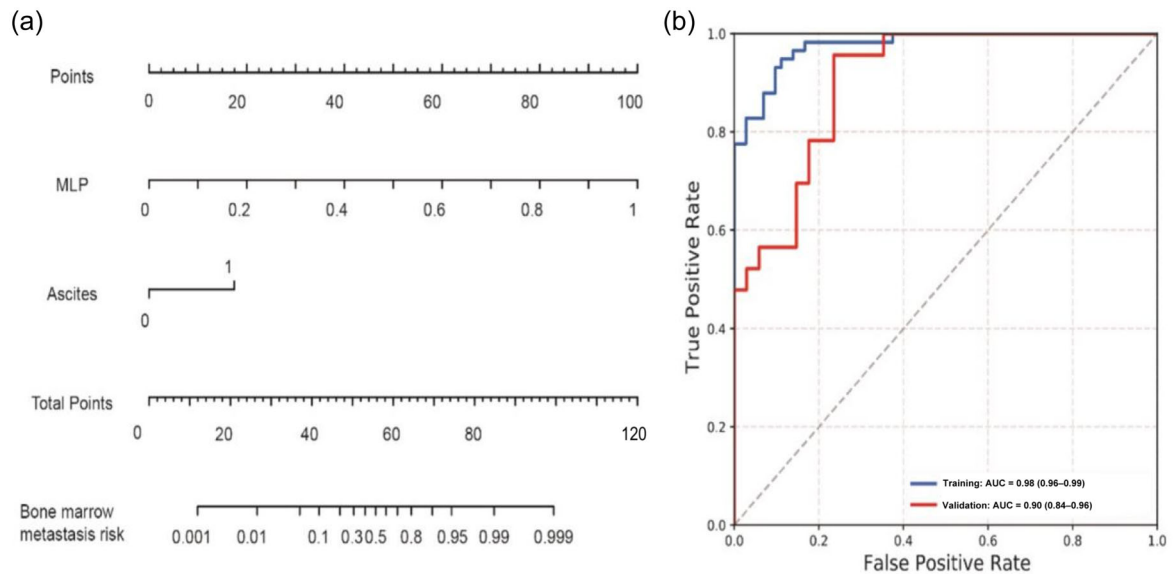 (a)
Points
0 20 40 60 80 100
MLP
0 0.2 0.4 0.6 0.8 1
1
Ascites
0
Total Points
0 20 40 60 80 120
Bone marrow
metastasis risk
0.001 0.01 0.1 0.30.5 0.8 0.95 0.99 0.999
(b)
1.0
0.8
0.6
0.4
0.2
0.0
True Positive Rate
Training: AUC = 0.98 (0.96–0.99)
Validation: AUC = 0.90 (0.84–0.96)
0.0 0.2 0.4 0.6 0.8 1.0
False Positive Rate